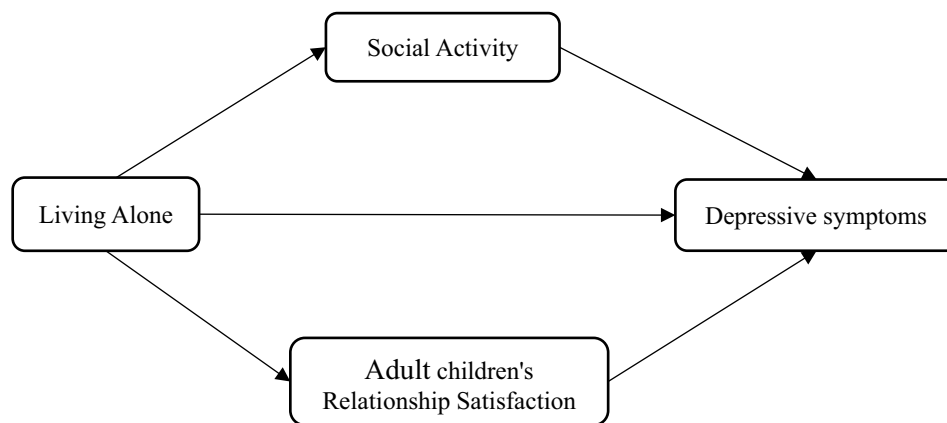 Social Activity
Living Alone
Depressive symptoms
Adult children's
Relationship Satisfaction